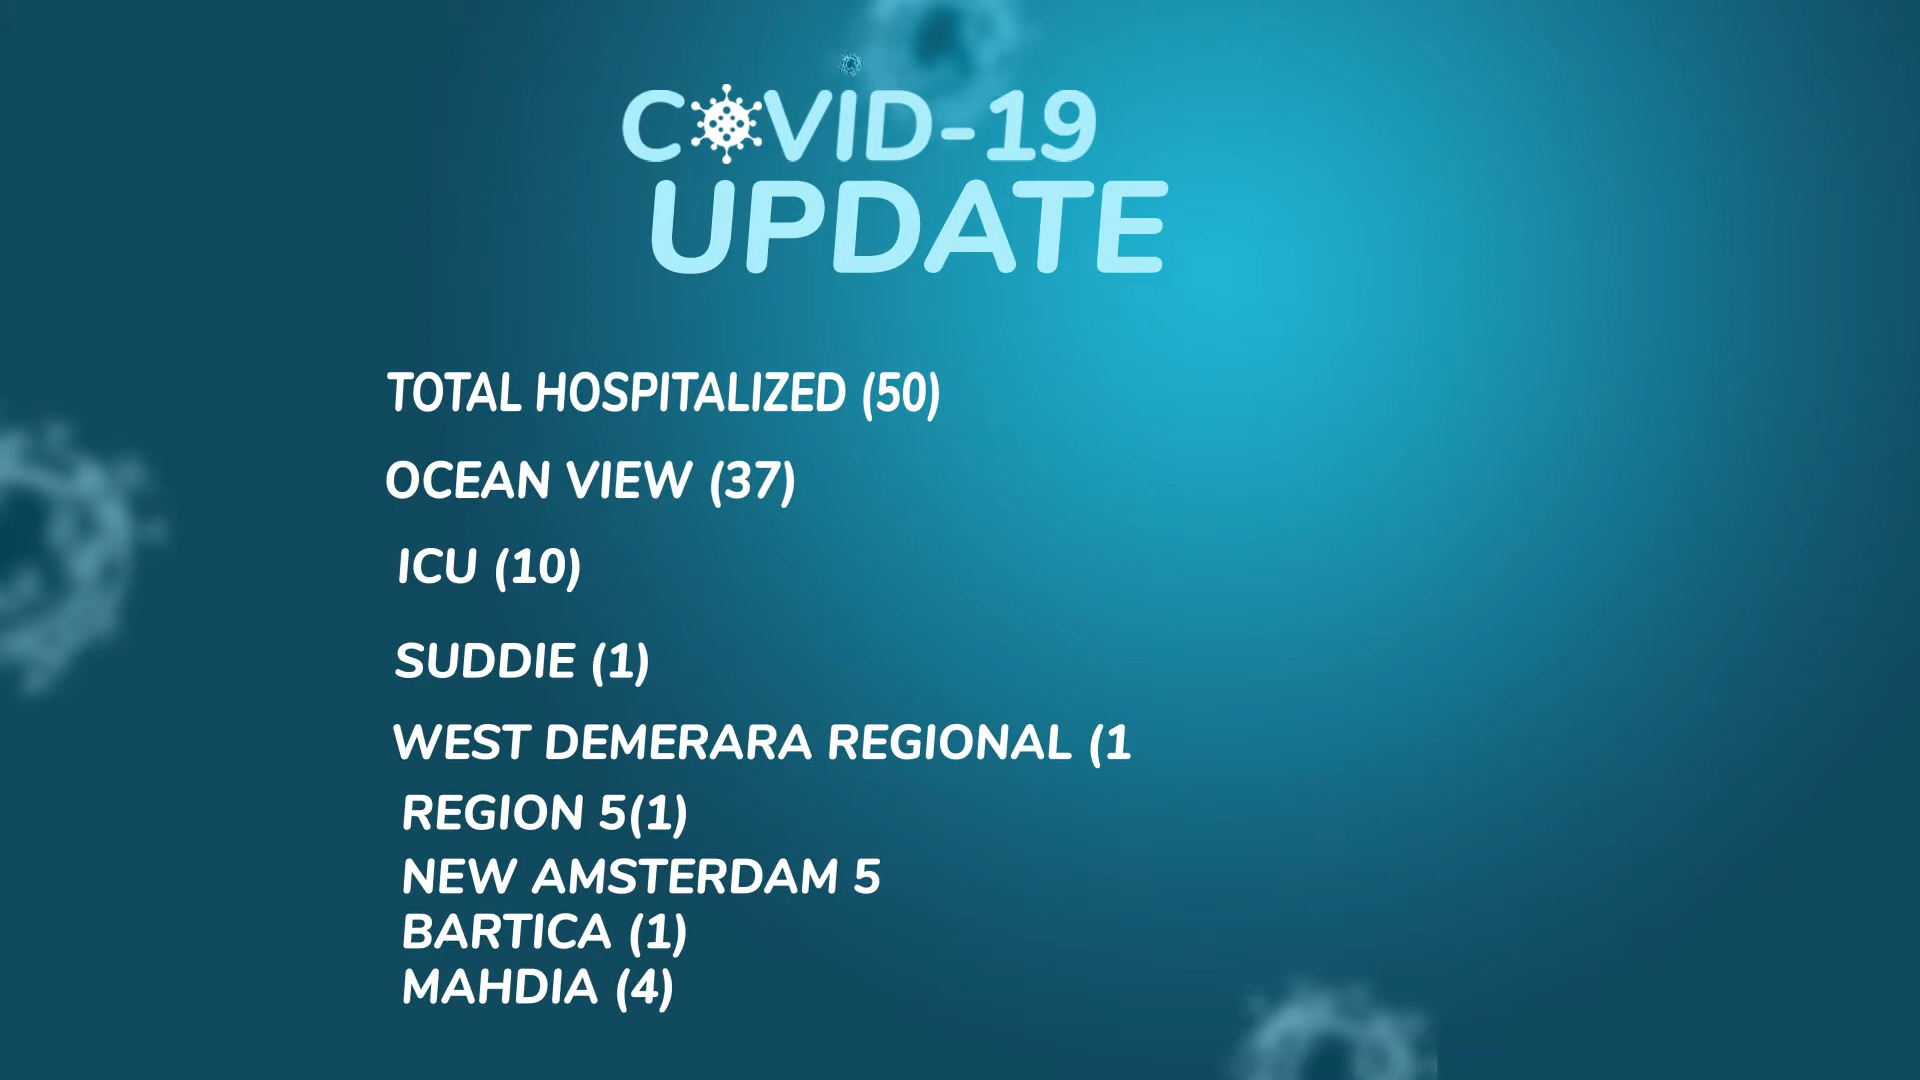 COVID-19
UPDATE
TOTAL HOSPITALIZED (50)
OCEAN VIEW (37)
ICU (10)
SUDDIE (1)
WEST DEMERARA REGIONAL (1
REGION 5(1)
NEW AMSTERDAM 5
BARTICA (1)
MAHDIA (4)